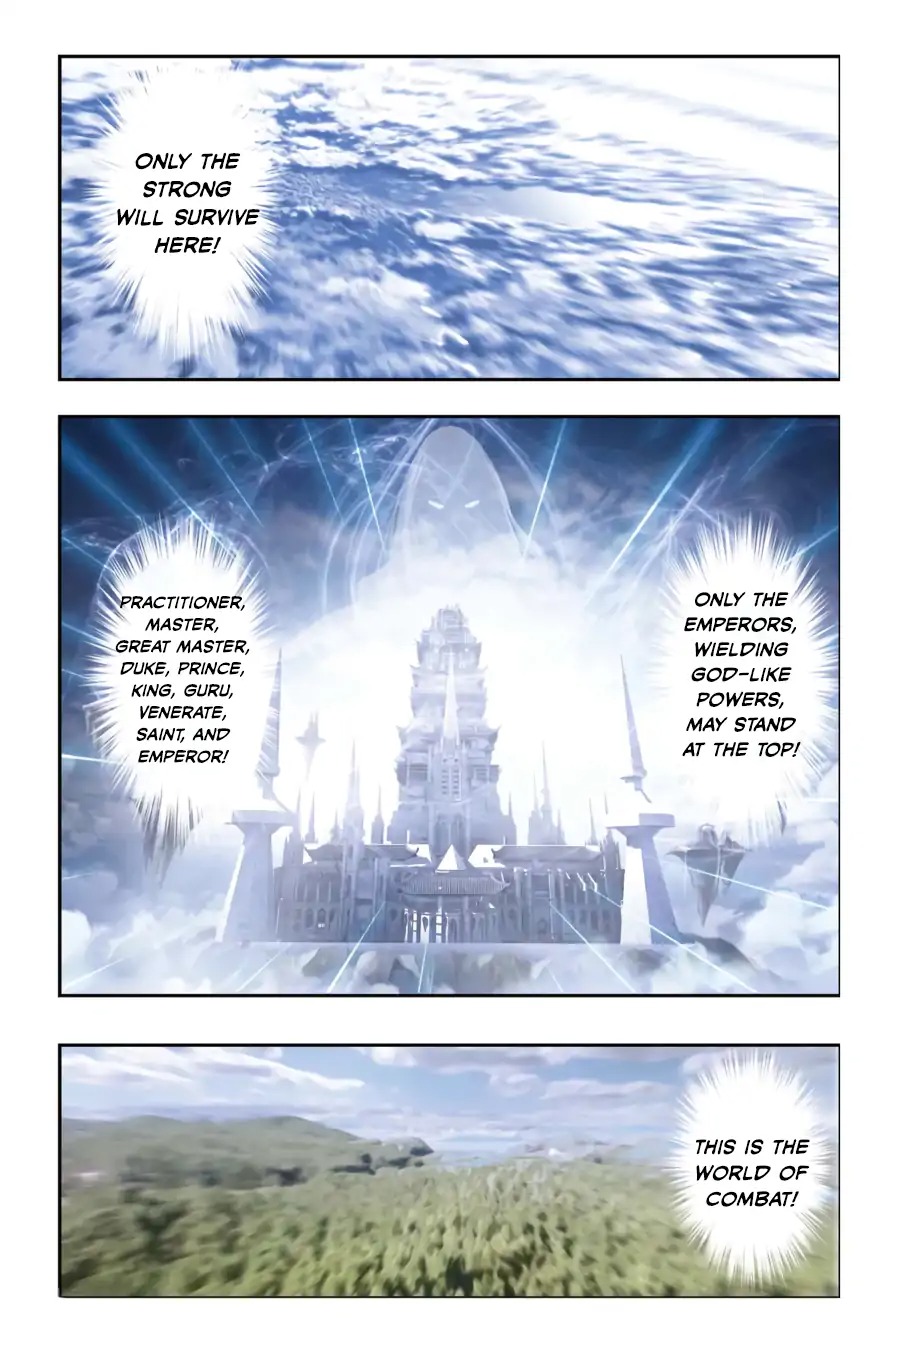 ONLY THE
STRONG
WILL SURVIVE
HERE!
PRACTITIONER,
MASTER,
GREAT MASTER,
DUKE, PRINCE,
KING, GURU,
VENERATE,
SAINT, AND
EMPEROR!
ONLY THE
EMPERORS,
WIELDING
GOD-LIKE
POWERS,
MAY STAND
AT THE TOP!
THIS IS THE
WORLD OF
COMBAT!